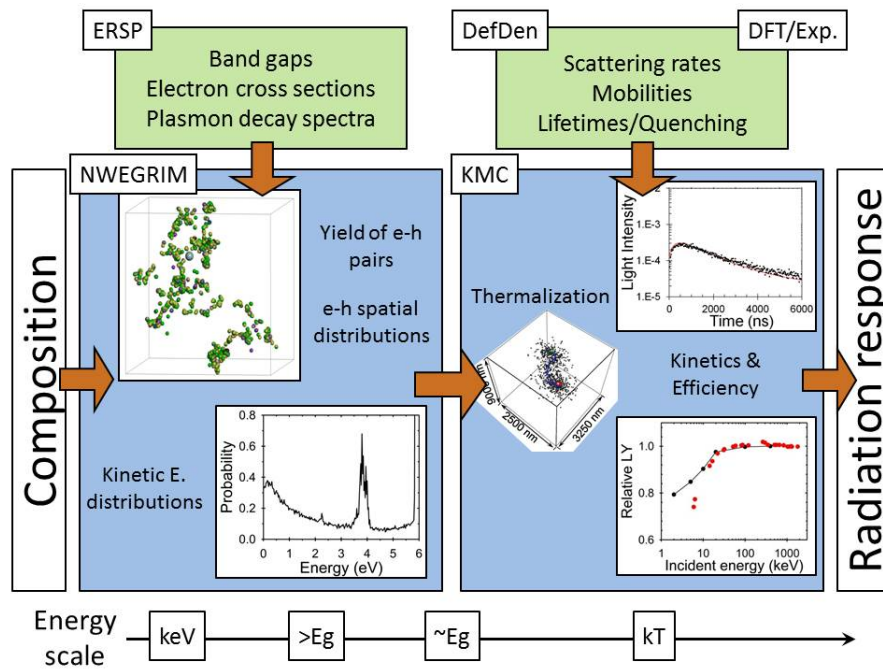 ERSP
Band gaps
Electron cross sections
Plasmon decay spectra
DefDen
DFT/Exp.
Scattering rates
Mobilities
Lifetimes/Quenching
Composition
NWEGRIM
Yield of e-h
pairs
e-h spatial
distributions
Kinetic E.
distributions
Probability
0.8
0.6
0.4
0.2
0.0
0 1 2 3 4 5 6
Energy (eV)
KMC
Thermalization
9000 nm
2500 nm
3250 nm
Light Intensity
1.E-2
1.E-3
1.E-4
1.E-5
0 2000 4000 6000
Time (ns)
Kinetics &
Efficiency
Relative LY
1.0
0.8
0.6
1 10 100 1000
Incident energy (keV)
Radiation response
Energy
scale
keV
>Eg
~Eg
kT